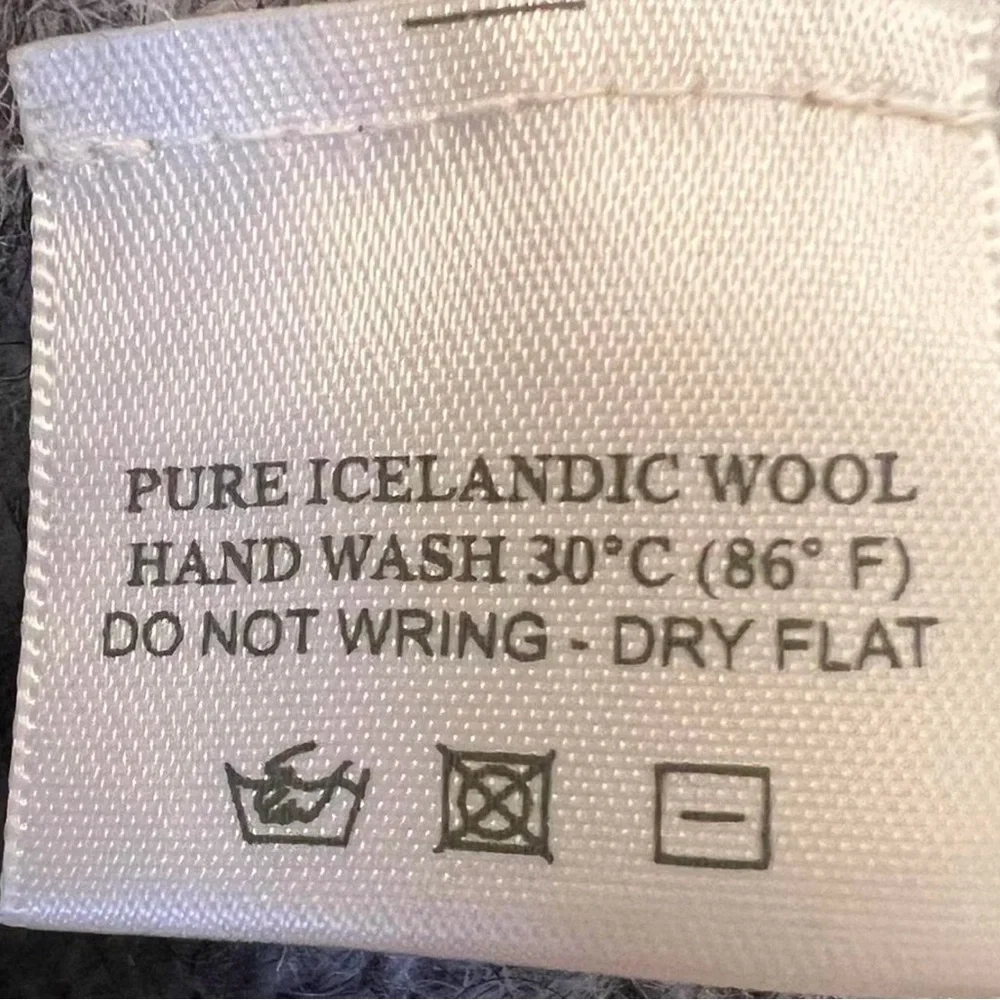 PURE ICELANDIC WOOL
HAND WASH 30°C (86° F)
DO NOT WRING - DRY FLAT